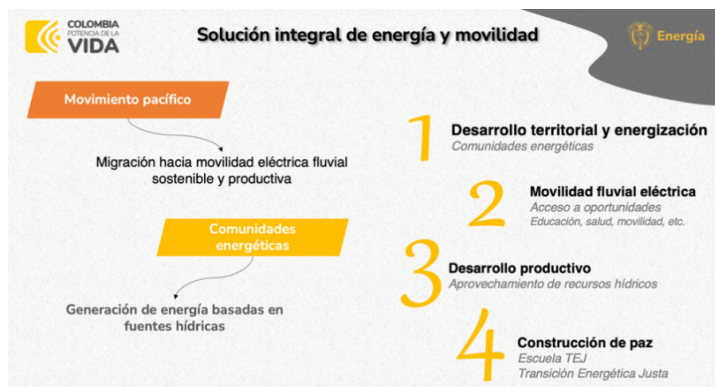 COLOMBIA
POTENCIA DE LA
VIDA
Solución integral de energía y movilidad
Energía
Movimiento pacífico
Migración hacia movilidad eléctrica fluvial
sostenible y productiva
Comunidades
energéticas
Generación de energía basadas en
fuentes hídricas
1
Desarrollo territorial y energización
Comunidades energéticas
2
Movilidad fluvial eléctrica
Acceso a oportunidades
Educación, salud, movilidad, etc.
3
Desarrollo productivo
Aprovechamiento de recursos hídricos
4
Construcción de paz
Escuela TEJ
Transición Energética Justa